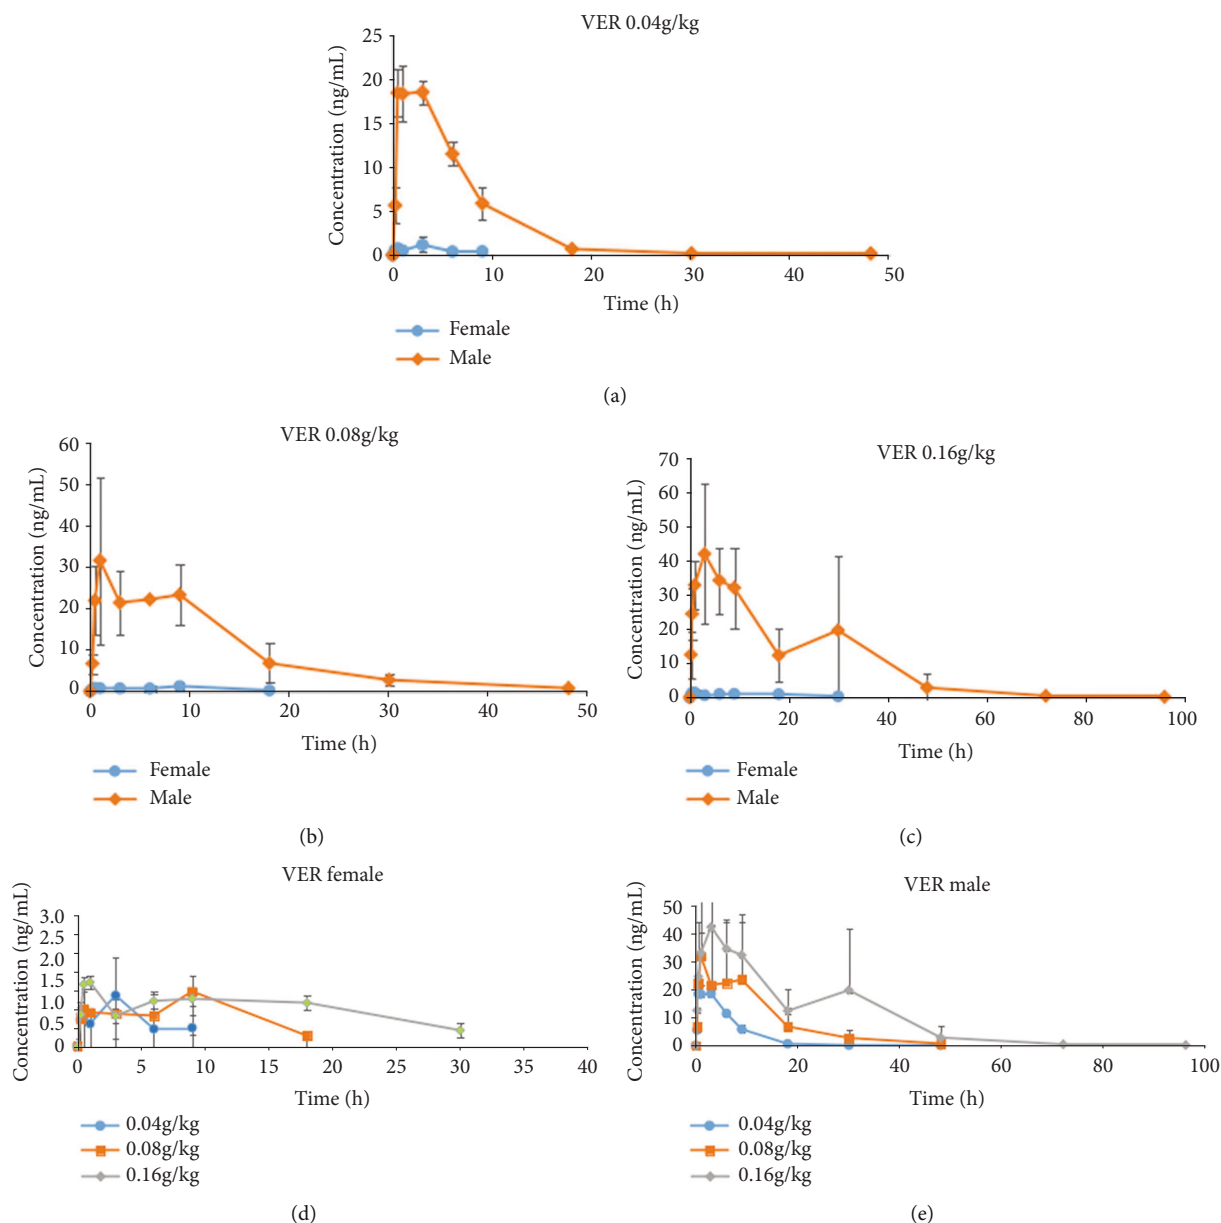 VER 0.04g/kg
Concentration (ng/mL)
25
20
15
10
5
0
0 10 20 30 40 50
Time (h)
Female
Male
(a)
VER 0.08g/kg
Concentration (ng/mL)
60
50
40
30
20
10
0
0 10 20 30 40 50
Time (h)
Female
Male
(b)
VER 0.16g/kg
Concentration (ng/mL)
70
60
50
40
30
20
10
0
0 20 40 60 80 100
Time (h)
Female
Male
(c)
VER female
Concentration (ng/mL)
3.0
2.5
2.0
1.5
1.0
0.5
0
0 5 10 15 20 25 30 35 40
Time (h)
0.04g/kg
0.08g/kg
0.16g/kg
(d)
VER male
Concentration (ng/mL)
50
40
30
20
10
0
0 20 40 60 80 100
Time (h)
0.04g/kg
0.08g/kg
0.16g/kg
(e)